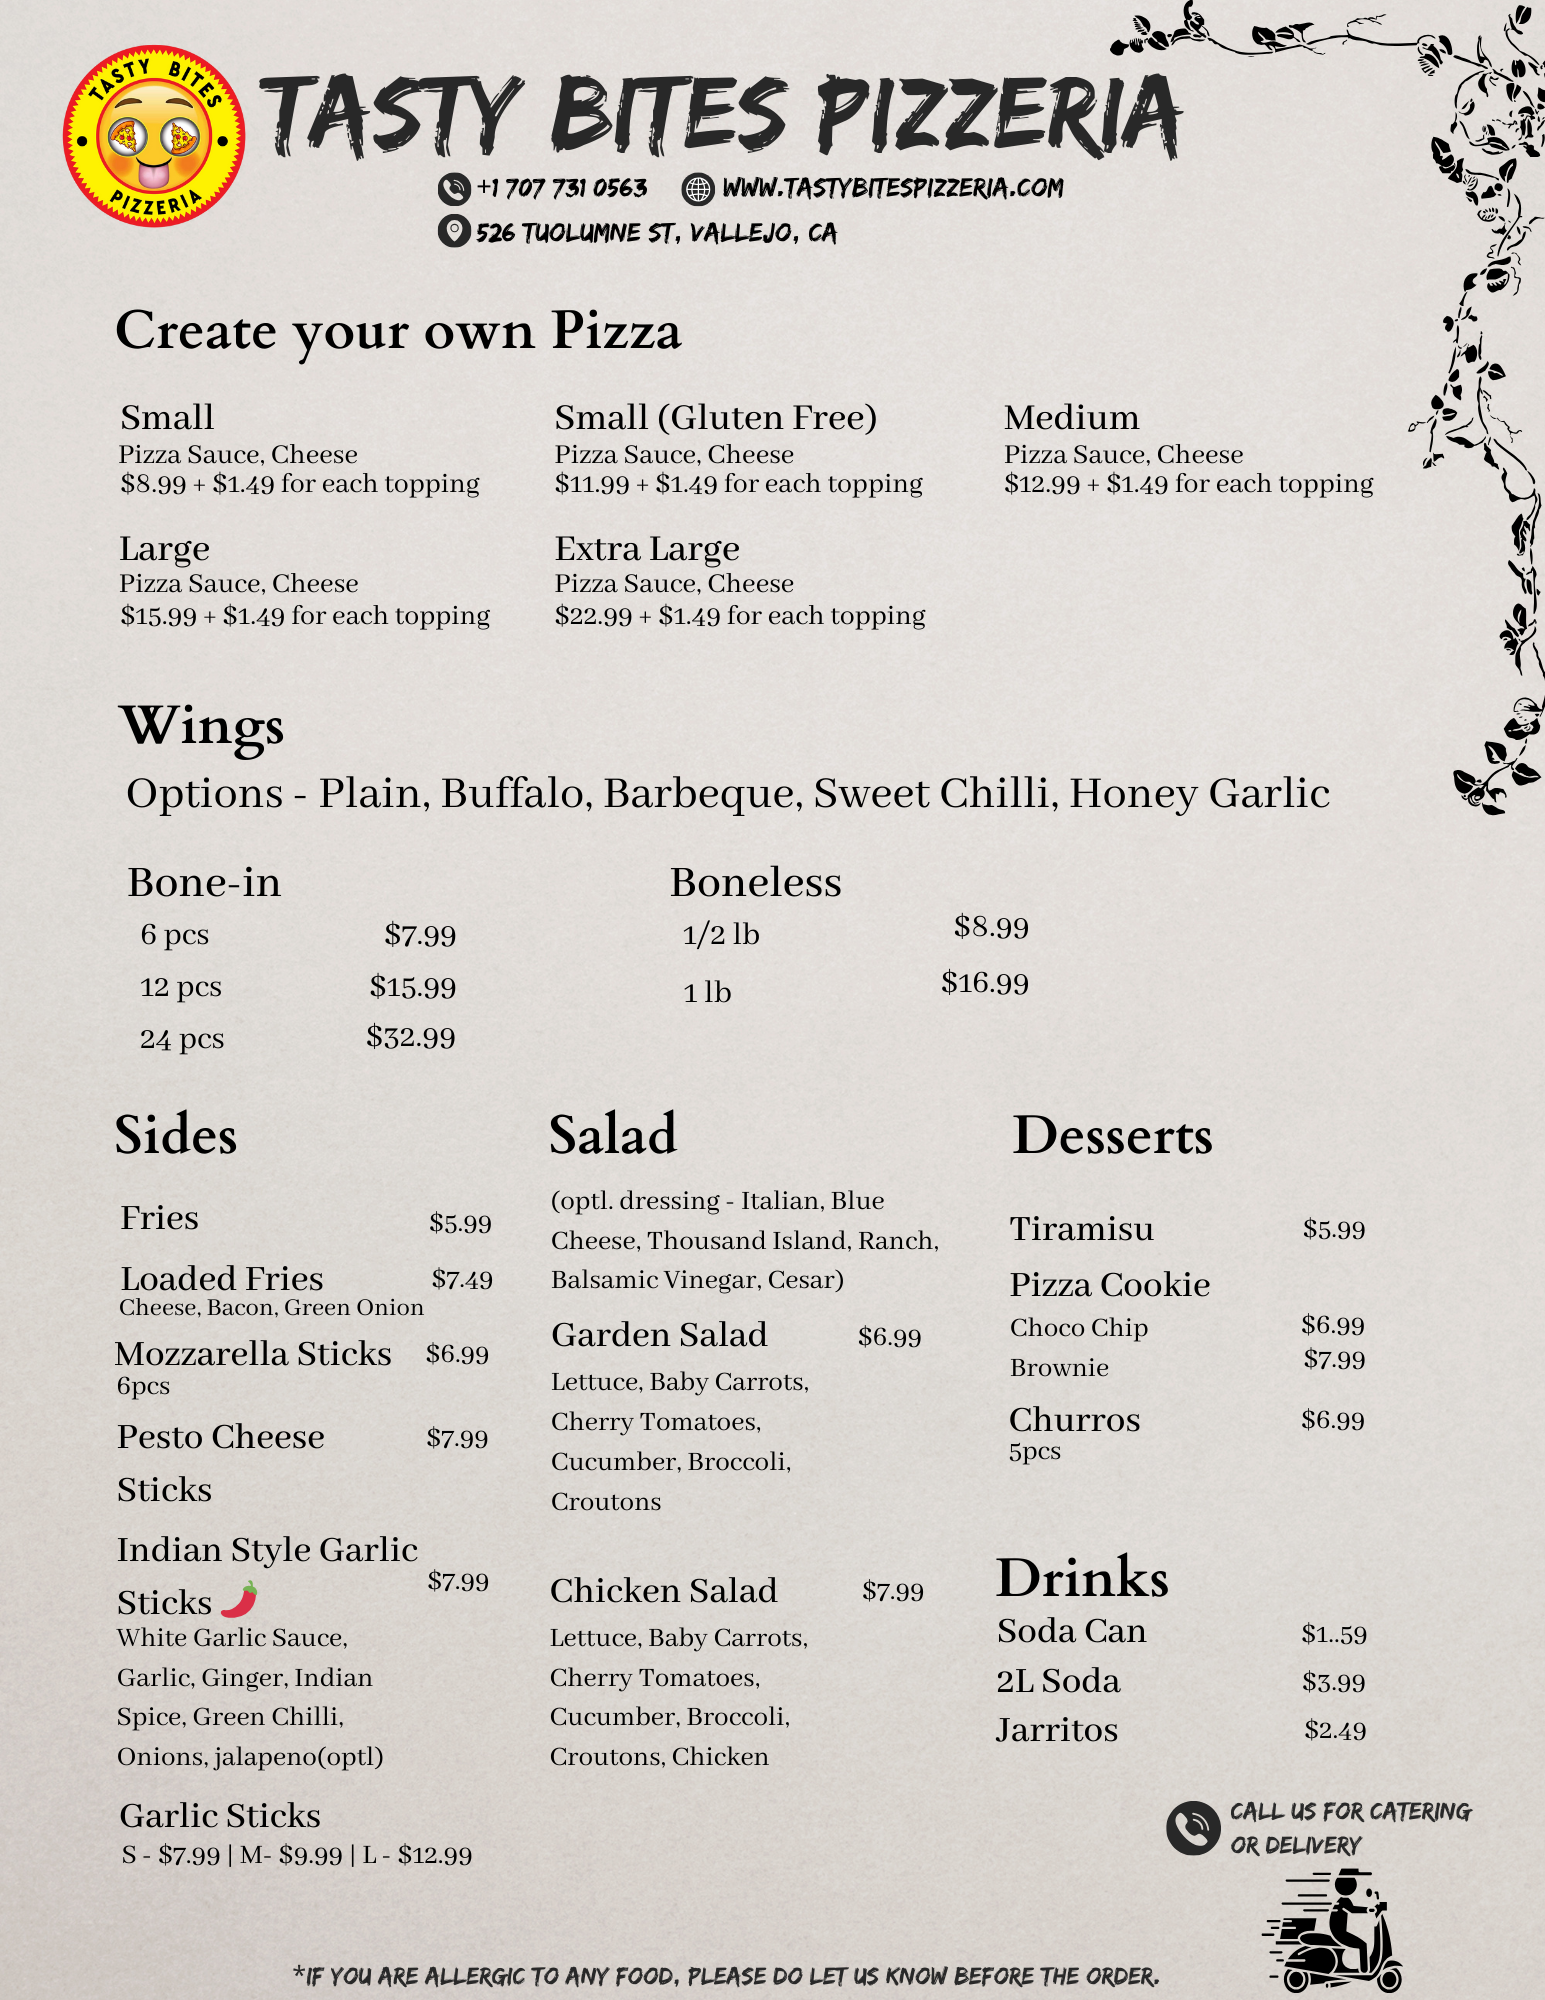 TASTY BITES
PIZZERIA
TASTY BITES PIZZERIA
+1 707 731 0563 WWW.TASTYBITESPIZZERIA.COM
526 TUOLUMNE ST, VALLEJO, CA
Create your own Pizza
Small
Pizza Sauce, Cheese
$8.99 + $1.49 for each topping
Small (Gluten Free)
Pizza Sauce, Cheese
$11.99 + $1.49 for each topping
Medium
Pizza Sauce, Cheese
$12.99 + $1.49 for each topping
Large
Pizza Sauce, Cheese
$15.99 + $1.49 for each topping
Extra Large
Pizza Sauce, Cheese
$22.99 + $1.49 for each topping
Wings
Options - Plain, Buffalo, Barbeque, Sweet Chilli, Honey Garlic
Bone-in
6 pcs $7.99
12 pcs $15.99
24 pcs $32.99
Boneless
1/2 lb $8.99
1 lb $16.99
Sides
Fries $5.99
Loaded Fries $7.49
Cheese, Bacon, Green Onion
Mozzarella Sticks $6.99
6pcs
Pesto Cheese $7.99
Sticks
Indian Style Garlic
Sticks 🌶️ $7.99
White Garlic Sauce,
Garlic, Ginger, Indian
Spice, Green Chilli,
Onions, jalapeno(optl)
Garlic Sticks
S - $7.99 | M- $9.99 | L - $12.99
Salad
(optl. dressing - Italian, Blue
Cheese, Thousand Island, Ranch,
Balsamic Vinegar, Cesar)
Garden Salad $6.99
Lettuce, Baby Carrots,
Cherry Tomatoes,
Cucumber, Broccoli,
Croutons
Chicken Salad $7.99
Lettuce, Baby Carrots,
Cherry Tomatoes,
Cucumber, Broccoli,
Croutons, Chicken
Desserts
Tiramisu $5.99
Pizza Cookie
Choco Chip $6.99
Brownie $7.99
Churros $6.99
5pcs
Drinks
Soda Can $1..59
2L Soda $3.99
Jarritos $2.49
CALL US FOR CATERING
OR DELIVERY
*IF YOU ARE ALLERGIC TO ANY FOOD, PLEASE DO LET US KNOW BEFORE THE ORDER.